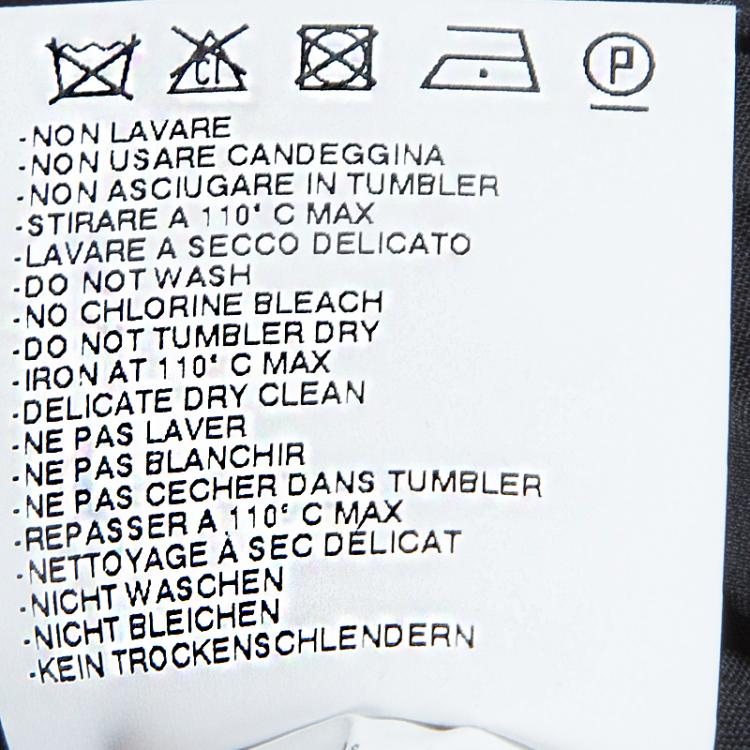 CL P
-NON LAVARE
-NON USARE CANDEGGINA
-NON ASCIUGARE IN TUMBLER
-STIRARE A 110° C MAX
-LAVARE A SECCO DELICATO
-DO NOT WASH
-NO CHLORINE BLEACH
-DO NOT TUMBLER DRY
-IRON AT 110° C MAX
-DELICATE DRY CLEAN
-NE PAS LAVER
-NE PAS BLANCHIR
-NE PAS CECHER DANS TUMBLER
-REPASSER A 110° C MAX
-NETTOYAGE À SEC DÉLICAT
-NICHT WASCHEN
-NICHT BLEICHEN
-KEIN TROCKENSCHLENDERN